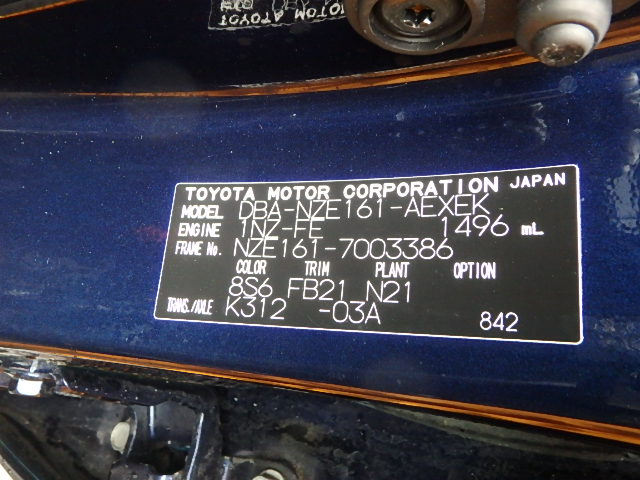 TOYOTA MOTOR CORPORATION JAPAN
MODEL DBA-NZE161-AEXEK
ENGINE 1NZ-FE 1496 mL
FRAME No. NZE161-7003386
COLOR TRIM PLANT OPTION
8S6 FB21 N21
TRANS./AXLE K312 -03A
842